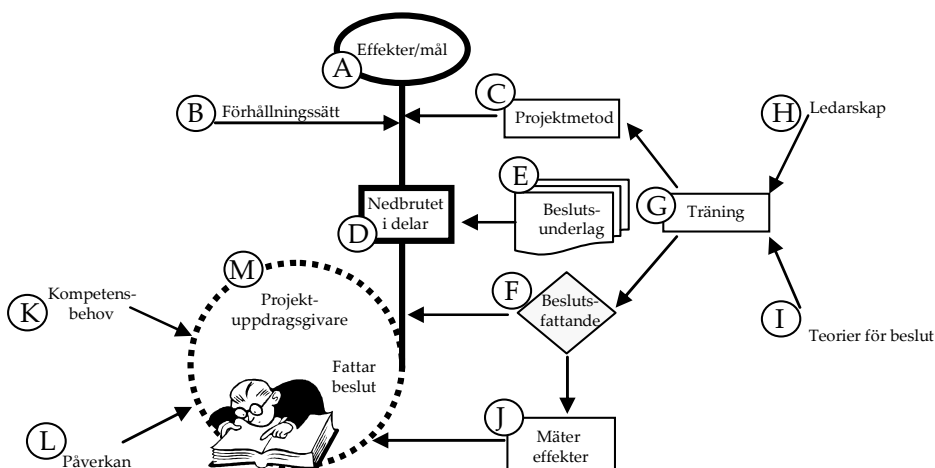 Effekter/mål
A
B
Förhållningssätt
C
Projektmetod
H
Ledarskap
E
Besluts-
underlag
Nedbrutet
i delar
D
G
Träning
M
Projekt-
uppdragsgivare
F
Besluts-
fattande
K
Kompetens-
behov
I
Teorier för beslut
Fattar
beslut
J
Mäter
effekter
L
Påverkan